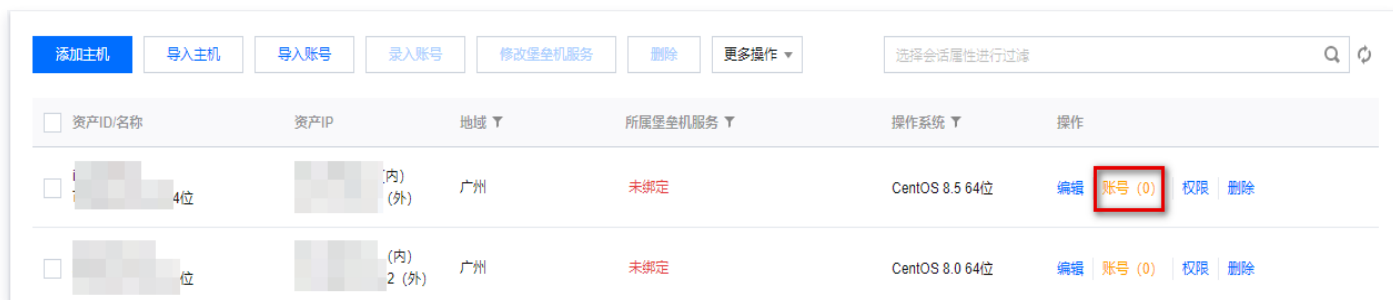 添加主机 导入主机 导入账号 录入账号 修改堡垒机服务 删除 更多操作 选择会话属性进行过滤
资产ID/名称 资产IP 地域 所属堡垒机服务 操作系统 操作
(内)
4位 (外) 广州 未绑定 CentOS 8.5 64位 编辑 账号 (0) 权限 删除
(内)
位 2 (外) 广州 未绑定 CentOS 8.0 64位 编辑 账号 (0) 权限 删除